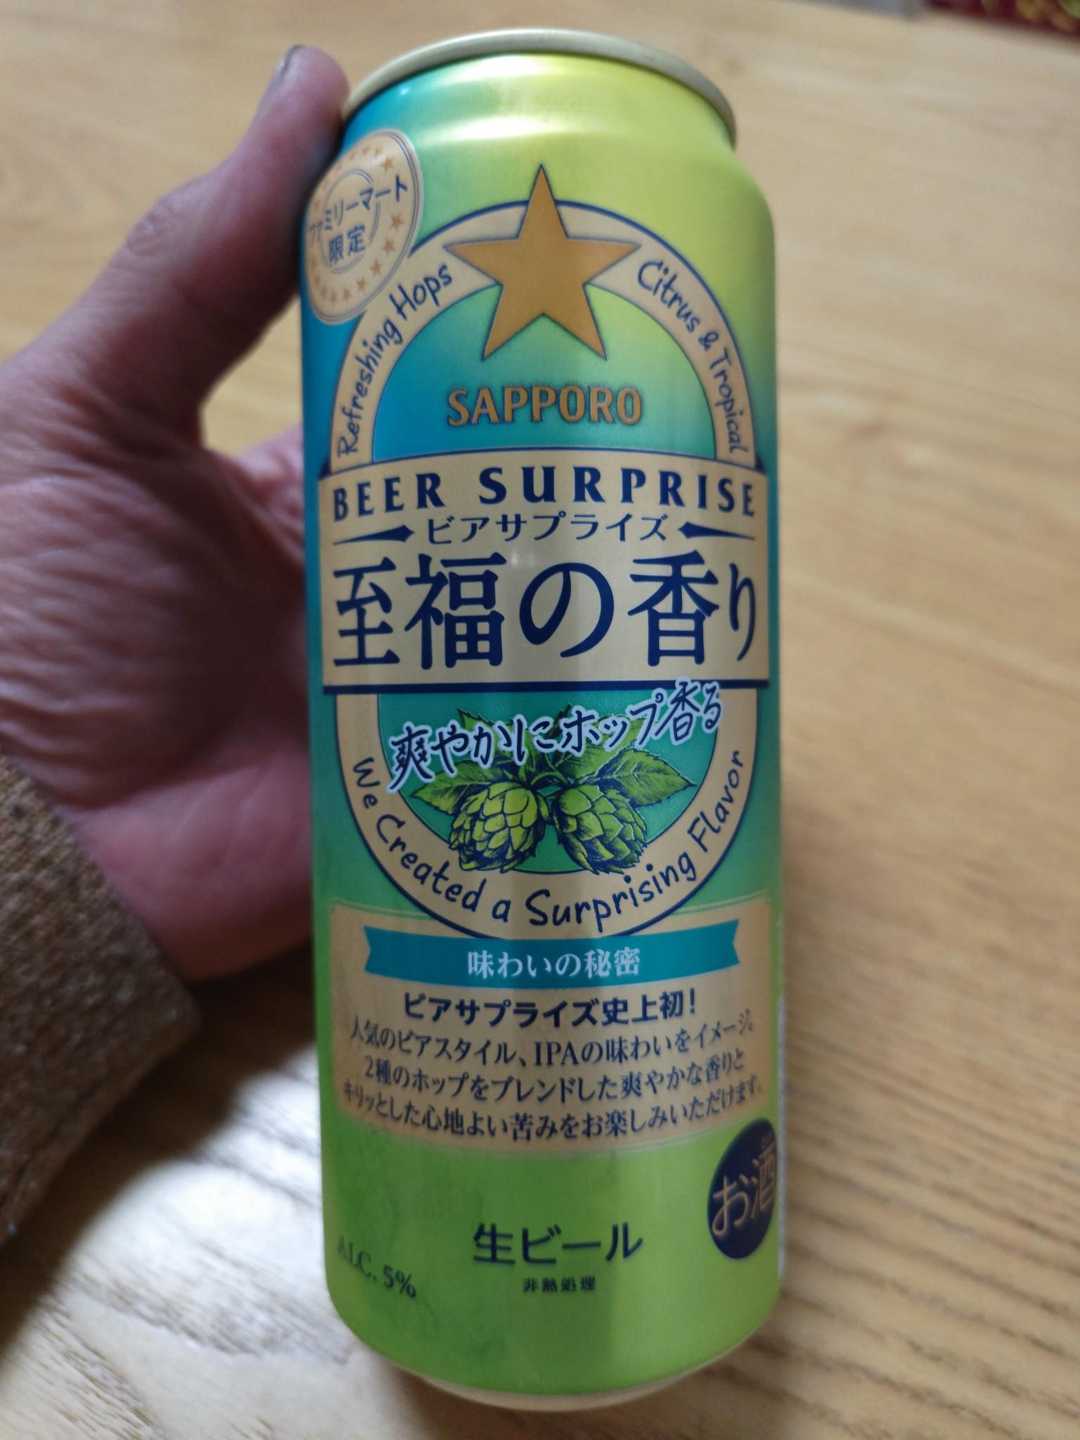 ファミリーマート
限定
Refreshing Hops
Citrus & Tropical
SAPPORO
BEER SURPRISE
ビアサプライズ
至福の香り
爽やかにホップ香る
We Created a Surprising Flavor
味わいの秘密
ビアサプライズ史上初!
人気のビアスタイル、IPAの味わいをイメージ。
2種のホップをブレンドした爽やかな香りと
キリッとした心地よい苦みをお楽しみいただけます。
お酒
生ビール
非熱処理
ALC. 5%